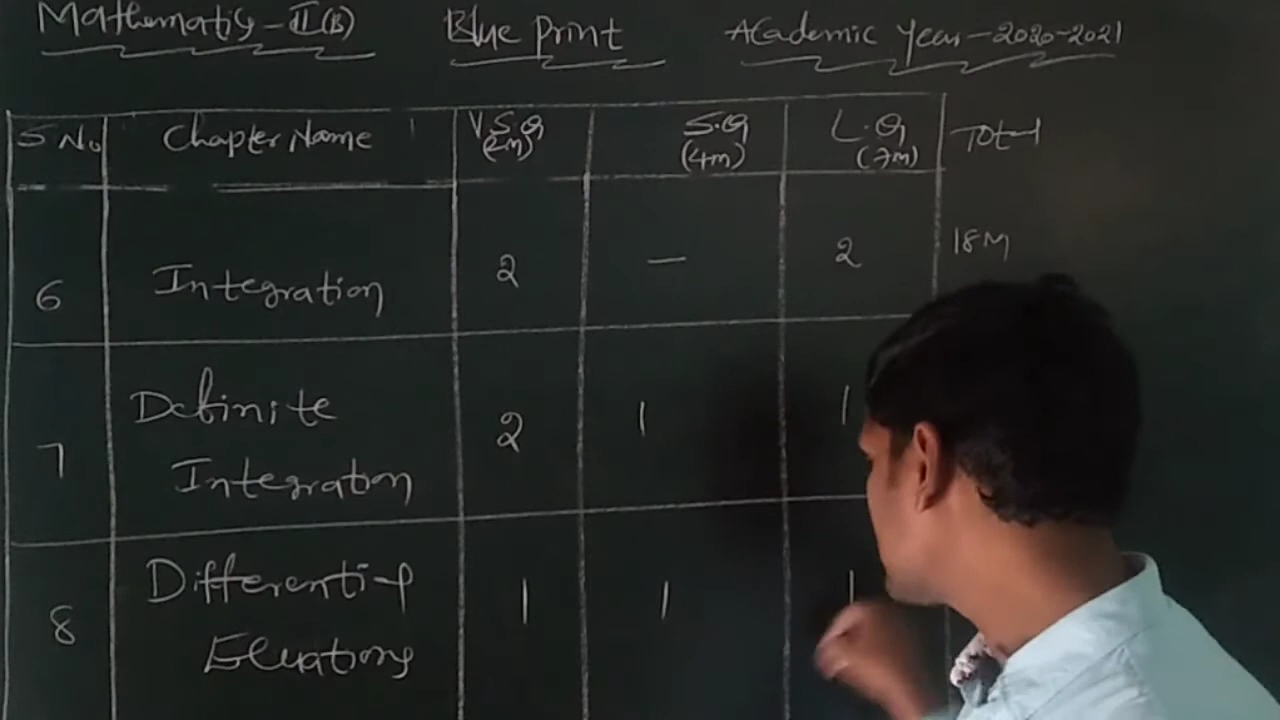 Mathematics-II(B) Blue Print Academic Year-2020-2021
S No Chapter Name V.S.Q (2m) S.Q (4m) L.Q (7m) Total
6 Integration 2 — 2 18M
7 Definite Integration 2 1 1
8 Differential Equations 1 1 1